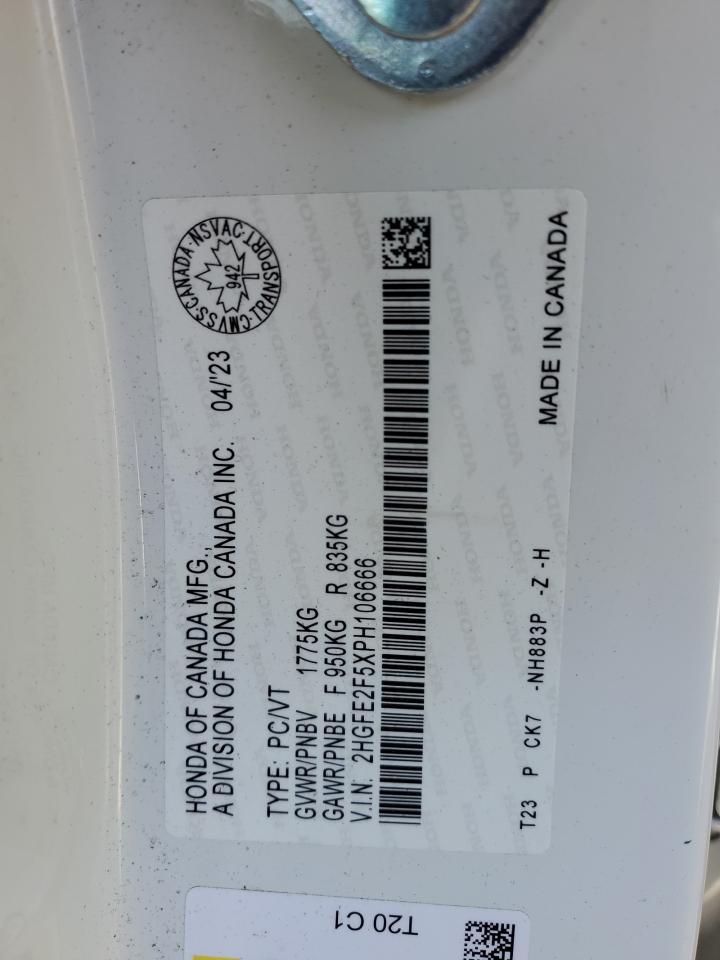 HONDA OF CANADA MFG.,
A DIVISION OF HONDA CANADA INC. 04/'23
CMVSS·CANADA·NSVAC·TRANSPORT·
942
TYPE: PC/VT
GVWR/PNBV 1775KG
GAWR/PNBE F 950KG R 835KG
V.I.N. 2HGFE2F5XPH106666
T23 P CK7 -NH883P -Z -H
MADE IN CANADA
T20 C1